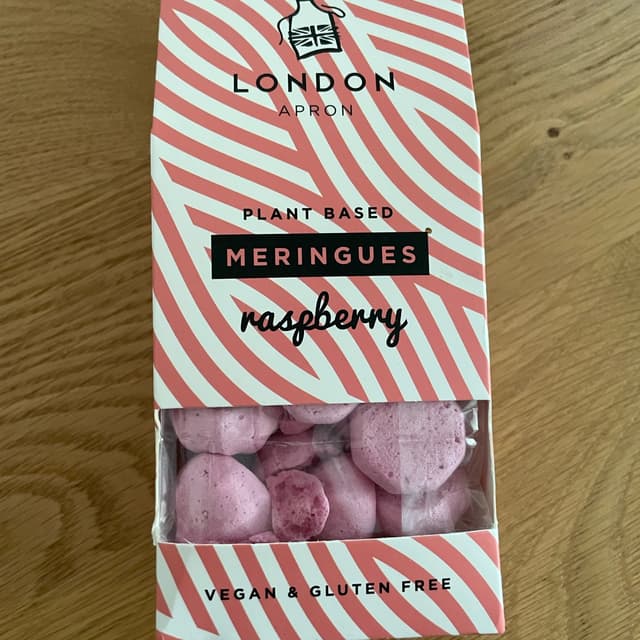 LONDON
APRON
PLANT BASED
MERINGUES
raspberry
VEGAN & GLUTEN FREE